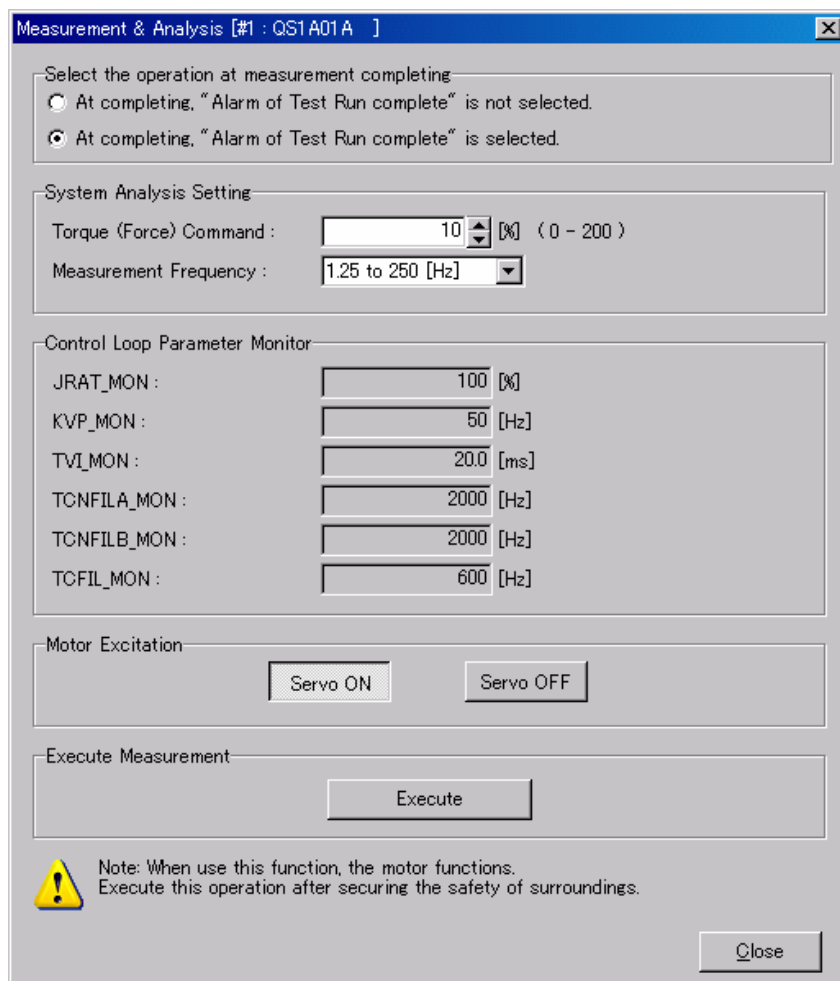 Measurement & Analysis [#1 : QS1A01A ]
Select the operation at measurement completing
At completing, "Alarm of Test Run complete" is not selected.
At completing, "Alarm of Test Run complete" is selected.
System Analysis Setting
Torque (Force) Command : 10 [%] ( 0 - 200 )
Measurement Frequency : 1.25 to 250 [Hz]
Control Loop Parameter Monitor
JRAT_MON : 100 [%]
KVP_MON : 50 [Hz]
TVI_MON : 20.0 [ms]
TCNFILA_MON : 2000 [Hz]
TCNFILB_MON : 2000 [Hz]
TCFIL_MON : 600 [Hz]
Motor Excitation
Servo ON Servo OFF
Execute Measurement
Execute
Note: When use this function, the motor functions.
Execute this operation after securing the safety of surroundings.
Close